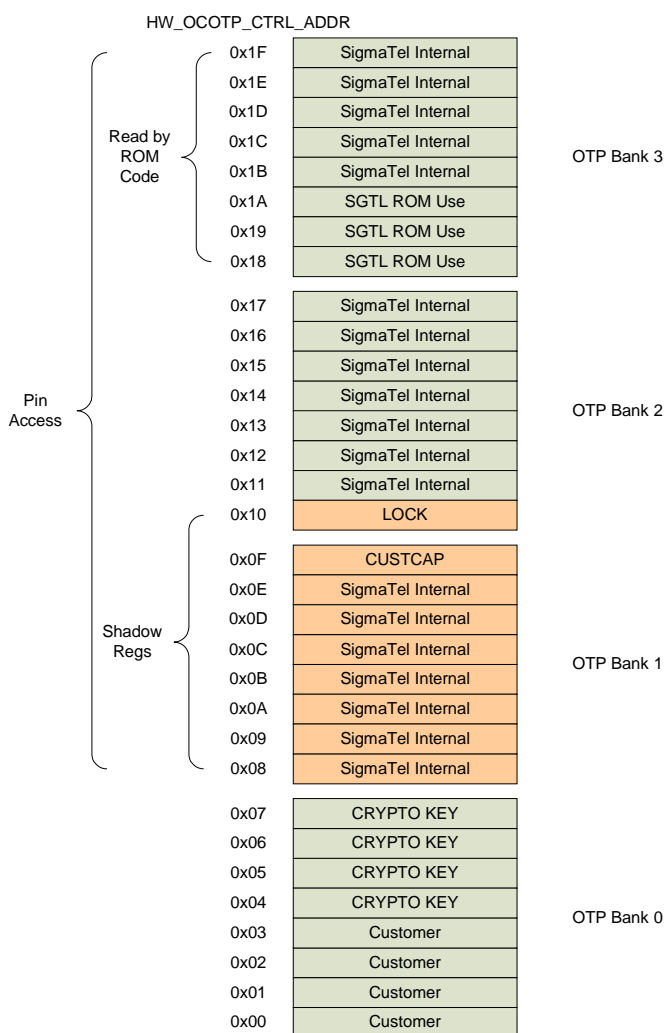 HW_OCOTP_CTRL_ADDR
0x1F SigmaTel Internal
0x1E SigmaTel Internal
0x1D SigmaTel Internal
0x1C SigmaTel Internal
0x1B SigmaTel Internal
0x1A SGTL ROM Use
0x19 SGTL ROM Use
0x18 SGTL ROM Use
Read by
ROM
Code
OTP Bank 3
0x17 SigmaTel Internal
0x16 SigmaTel Internal
0x15 SigmaTel Internal
0x14 SigmaTel Internal
0x13 SigmaTel Internal
0x12 SigmaTel Internal
0x11 SigmaTel Internal
0x10 LOCK
Pin
Access
OTP Bank 2
0x0F CUSTCAP
0x0E SigmaTel Internal
0x0D SigmaTel Internal
0x0C SigmaTel Internal
0x0B SigmaTel Internal
0x0A SigmaTel Internal
0x09 SigmaTel Internal
0x08 SigmaTel Internal
Shadow
Regs
OTP Bank 1
0x07 CRYPTO KEY
0x06 CRYPTO KEY
0x05 CRYPTO KEY
0x04 CRYPTO KEY
0x03 Customer
0x02 Customer
0x01 Customer
0x00 Customer
OTP Bank 0